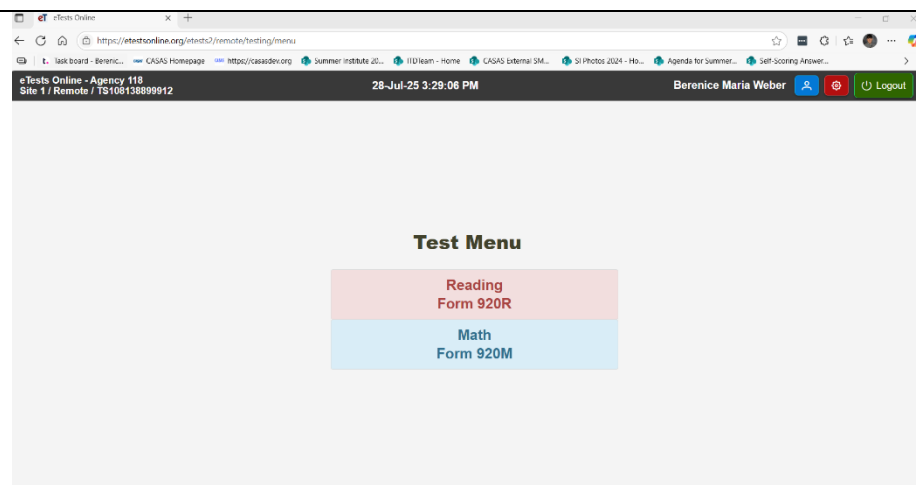 eT eTests Online
https://etestsonline.org/etests2/remote/testing/menu
Task board - Berenic... CASAS Homepage https://casasdev.org Summer Institute 20... ITDTeam - Home CASAS External SM... SI Photos 2024 - Ho... Agenda for Summer... Self-Scoring Answer...
eTests Online - Agency 118
Site 1 / Remote / TS108138899912
28-Jul-25 3:29:06 PM
Berenice Maria Weber
Logout
Test Menu
Reading
Form 920R
Math
Form 920M